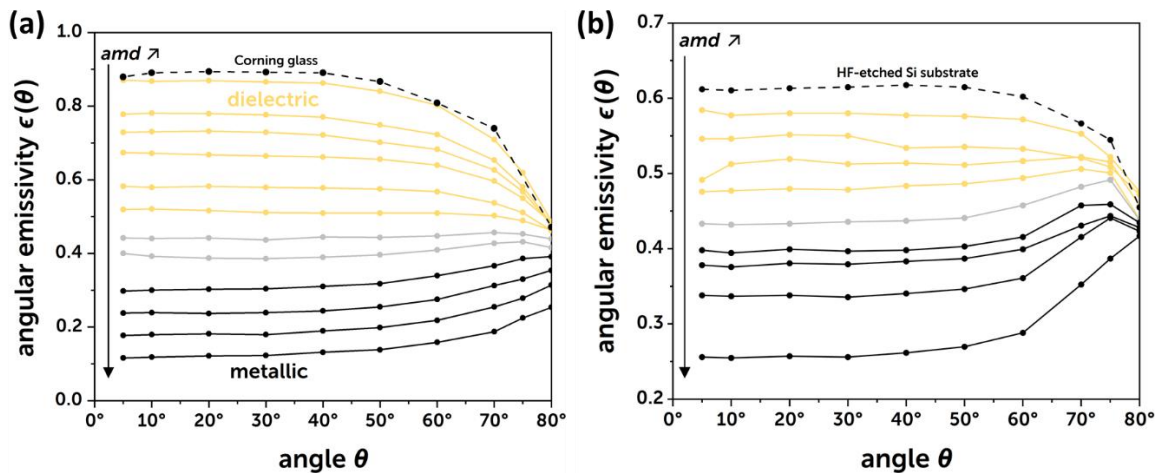 (a)
1.0
0.8
0.6
0.4
0.2
0.0
angular emissivity ϵ(θ)
amd ↗
Corning glass
dielectric
metallic
0° 10° 20° 30° 40° 50° 60° 70° 80°
angle θ
(b)
0.7
0.6
0.5
0.4
0.3
0.2
angular emissivity ϵ(θ)
amd ↗
HF-etched Si substrate
0° 10° 20° 30° 40° 50° 60° 70° 80°
angle θ